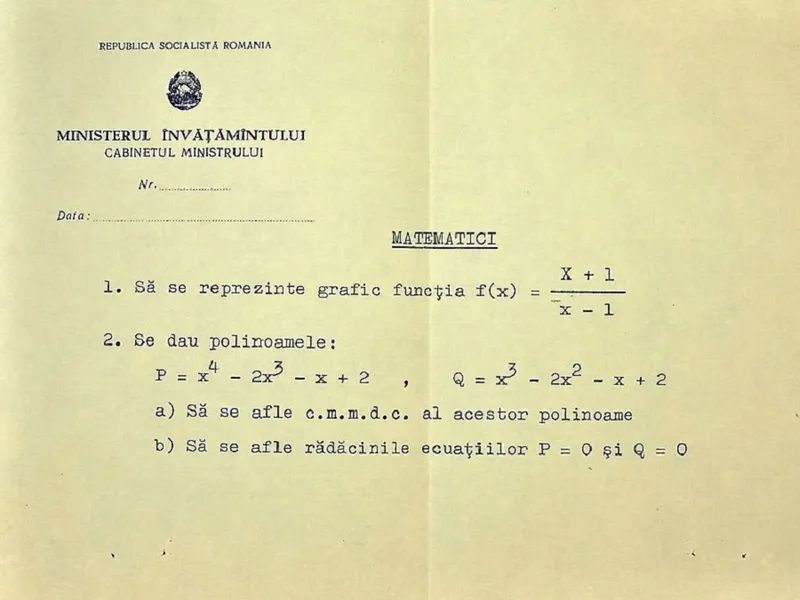 REPUBLICA SOCIALISTĂ ROMÂNIA
MINISTERUL ÎNVĂȚĂMÎNTULUI
CABINETUL MINISTRULUI
Nr. ........................
Data: ........................................................................
MATEMATICI
1. Să se reprezinte grafic funcţia f(x) = (X + 1)/(x - 1)
2. Se dau polinoamele:
P = x⁴ - 2x³ - x + 2 , Q = x³ - 2x² - x + 2
a) Să se afle c.m.m.d.c. al acestor polinoame
b) Să se afle rădăcinile ecuaţiilor P = 0 şi Q = 0